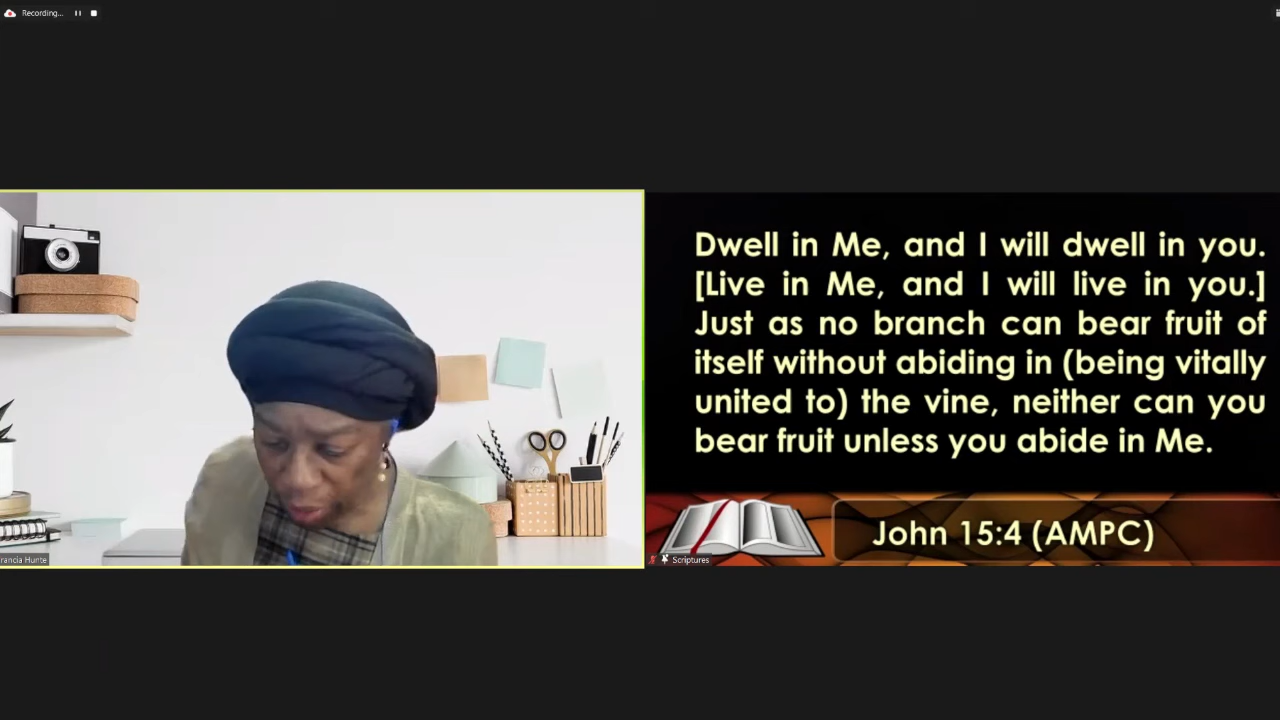 Recording...
Dwell in Me, and I will dwell in you.
[Live in Me, and I will live in you.]
Just as no branch can bear fruit of
itself without abiding in (being vitally
united to) the vine, neither can you
bear fruit unless you abide in Me.
John 15:4 (AMPC)
rancia Hunte
Scriptures